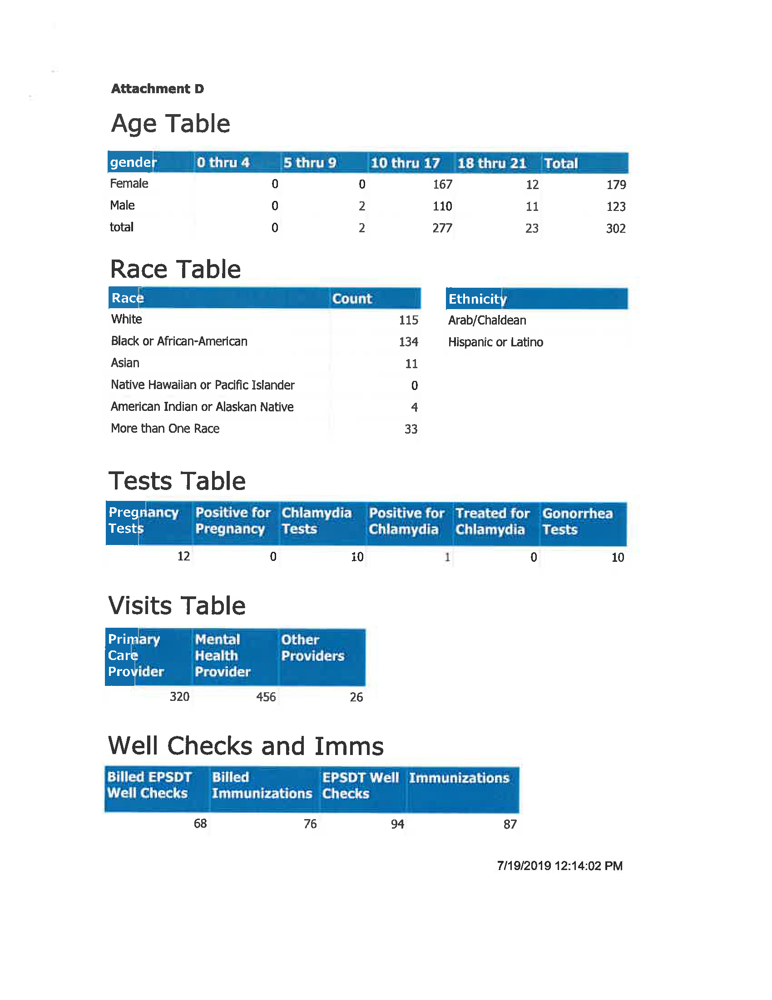 Attachment D
Age Table
gender 0 thru 4 5 thru 9 10 thru 17 18 thru 21 Total
Female 0 0 167 12 179
Male 0 2 110 11 123
total 0 2 277 23 302
Race Table
Race Count Ethnicity
White 115 Arab/Chaldean
Black or African-American 134 Hispanic or Latino
Asian 11
Native Hawaiian or Pacific Islander 0
American Indian or Alaskan Native 4
More than One Race 33
Tests Table
Pregnancy Positive for Chlamydia Positive for Treated for Gonorrhea
Tests Pregnancy Tests Chlamydia Chlamydia Tests
12 0 10 1 0 10
Visits Table
Primary Mental Other
Care Health Providers
Provider Provider
320 456 26
Well Checks and Imms
Billed EPSDT Billed EPSDT Well Immunizations
Well Checks Immunizations Checks
68 76 94 87
7/19/2019 12:14:02 PM